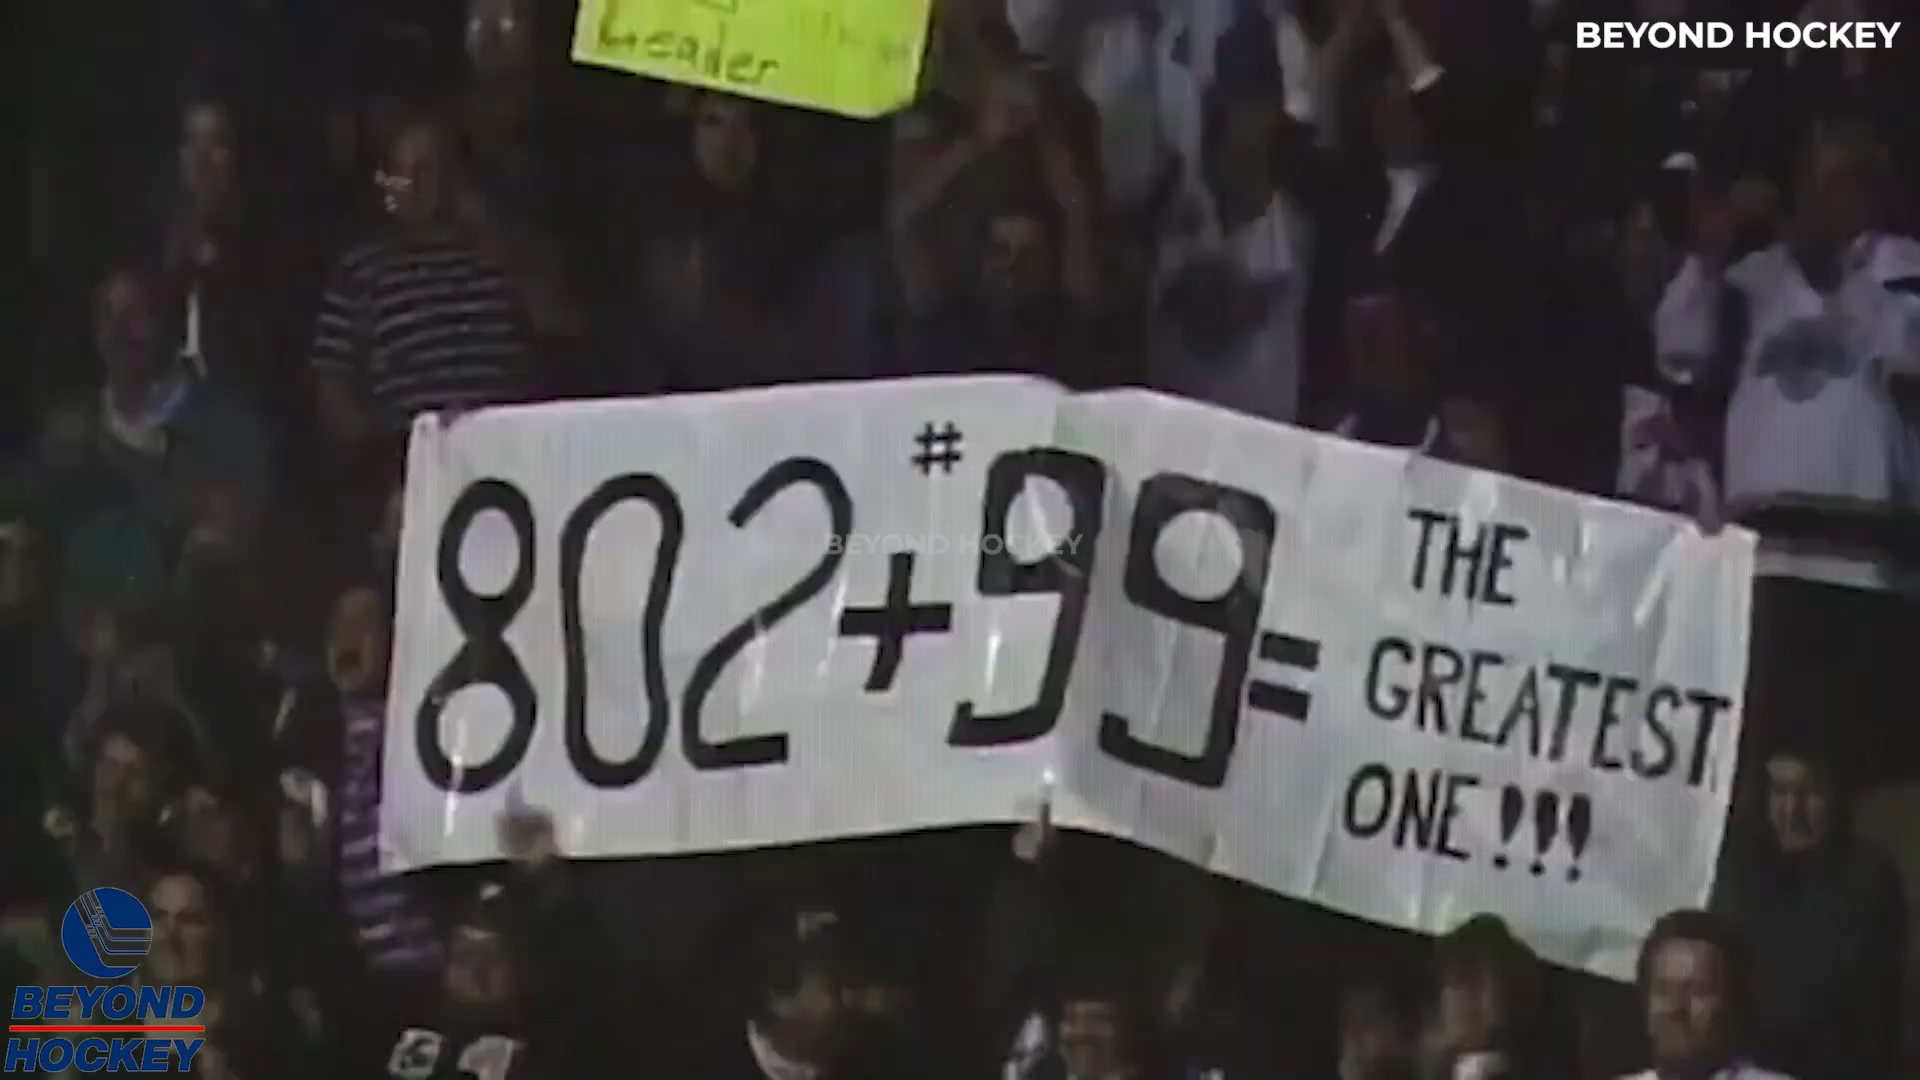 BEYOND HOCKEY
Leader
802+#99=
THE
GREATEST
ONE!!!
BEYOND HOCKEY
BEYOND
HOCKEY